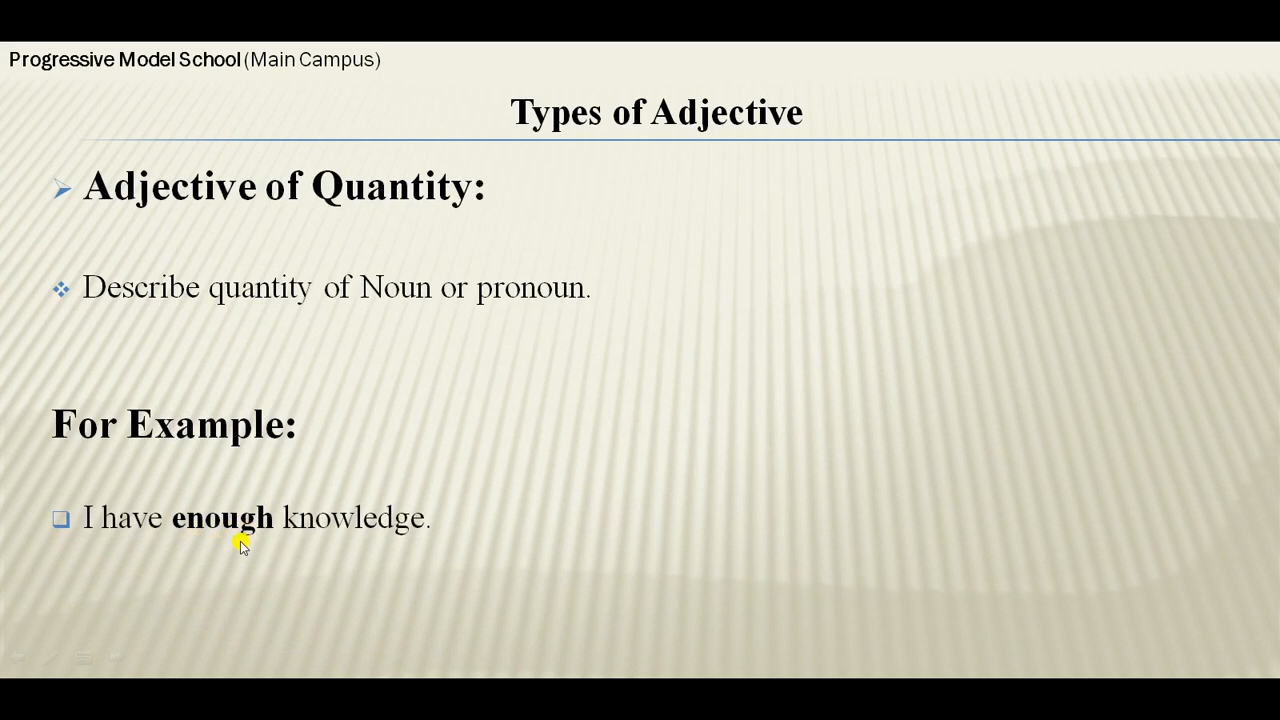 Progressive Model School (Main Campus)
Types of Adjective
Adjective of Quantity:
Describe quantity of Noun or pronoun.
For Example:
I have enough knowledge.